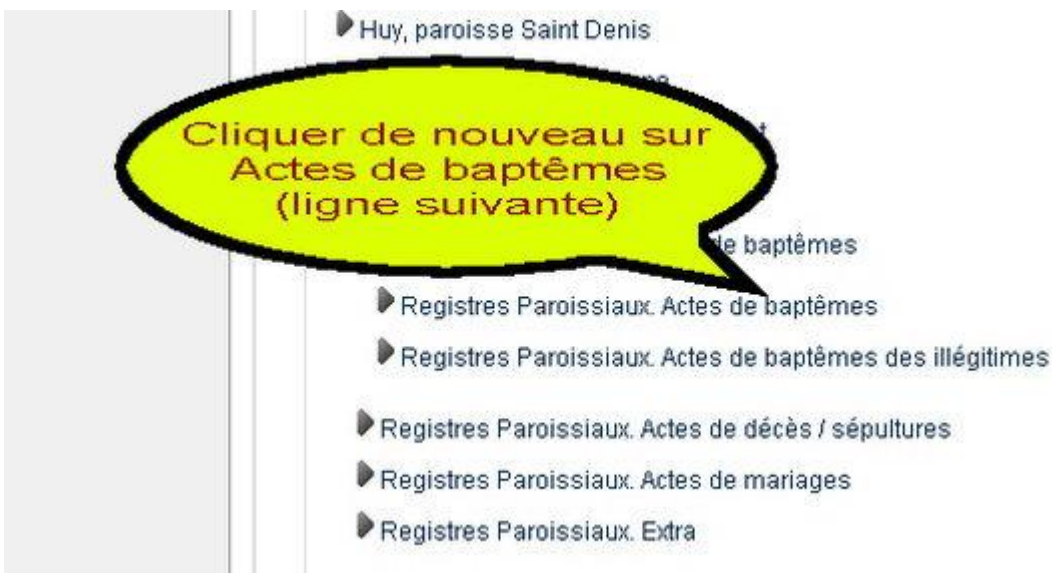 Huy, paroisse Saint Denis
Cliquer de nouveau sur
Actes de baptêmes
(ligne suivante)
de baptêmes
Registres Paroissiaux. Actes de baptêmes
Registres Paroissiaux. Actes de baptêmes des illégitimes
Registres Paroissiaux. Actes de décès / sépultures
Registres Paroissiaux. Actes de mariages
Registres Paroissiaux. Extra